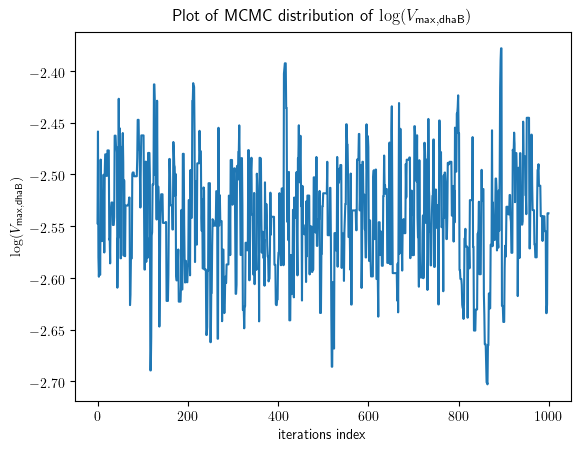 Plot of MCMC distribution of log(V_max,dhaB)
log(V_max,dhaB)
−2.40
−2.45
−2.50
−2.55
−2.60
−2.65
−2.70
0 200 400 600 800 1000
iterations index